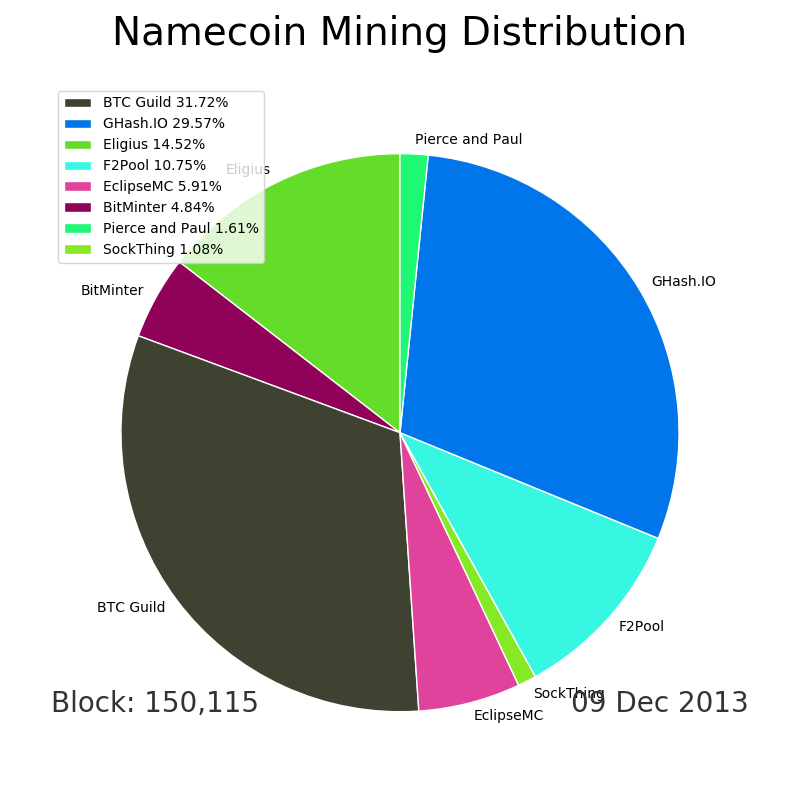 Namecoin Mining Distribution
BTC Guild 31.72%
GHash.IO 29.57%
Eligius 14.52%
F2Pool 10.75%
EclipseMC 5.91%
BitMinter 4.84%
Pierce and Paul 1.61%
SockThing 1.08%
Pierce and Paul
Eligius
GHash.IO
BitMinter
BTC Guild
F2Pool
SockThing
EclipseMC
Block: 150,115
09 Dec 2013